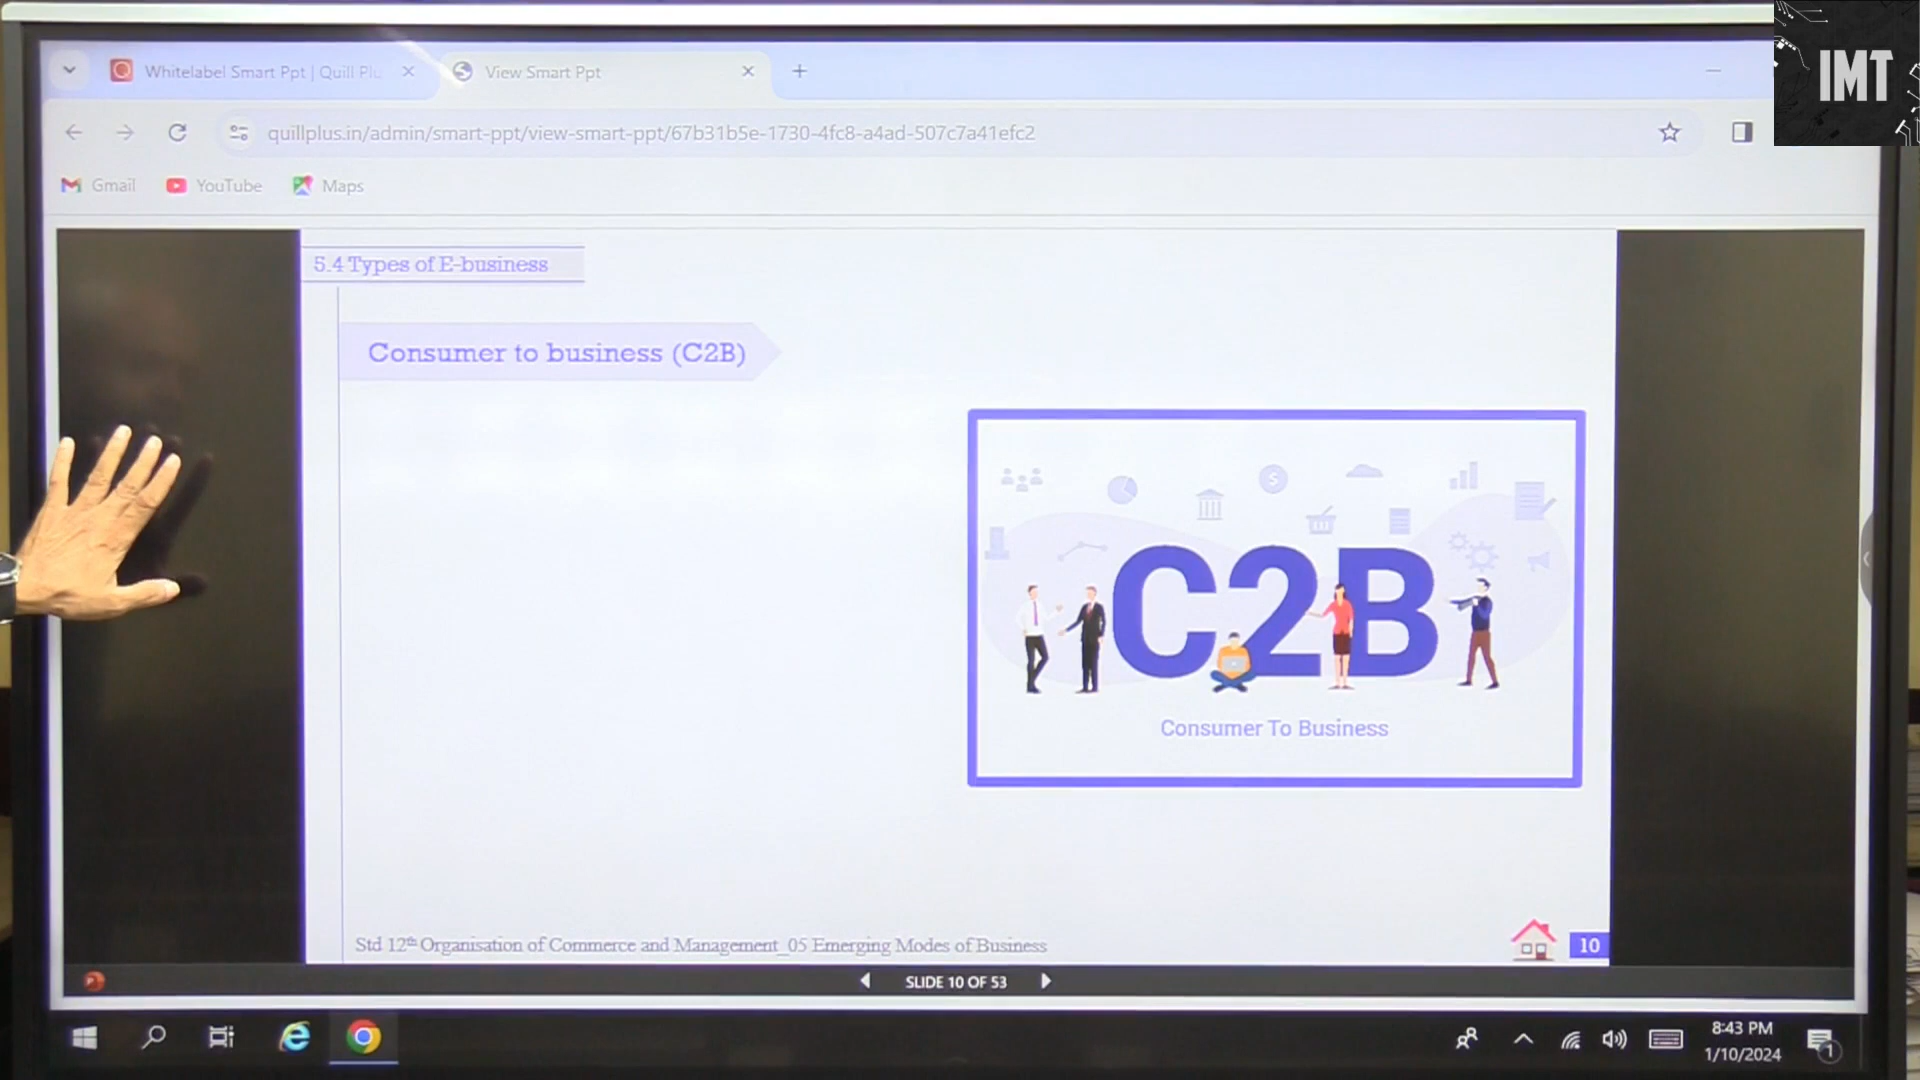 IMT
Whitelabel Smart Ppt | Quill Plu
View Smart Ppt
quillplus.in/admin/smart-ppt/view-smart-ppt/67b31b5e-1730-4fc8-a4ad-507c7a41efc2
Gmail YouTube Maps
5.4 Types of E-business
Consumer to business (C2B)
C2B
Consumer To Business
Std 12th Organisation of Commerce and Management_05 Emerging Modes of Business
10
SLIDE 10 OF 53
8:43 PM
1/10/2024
1